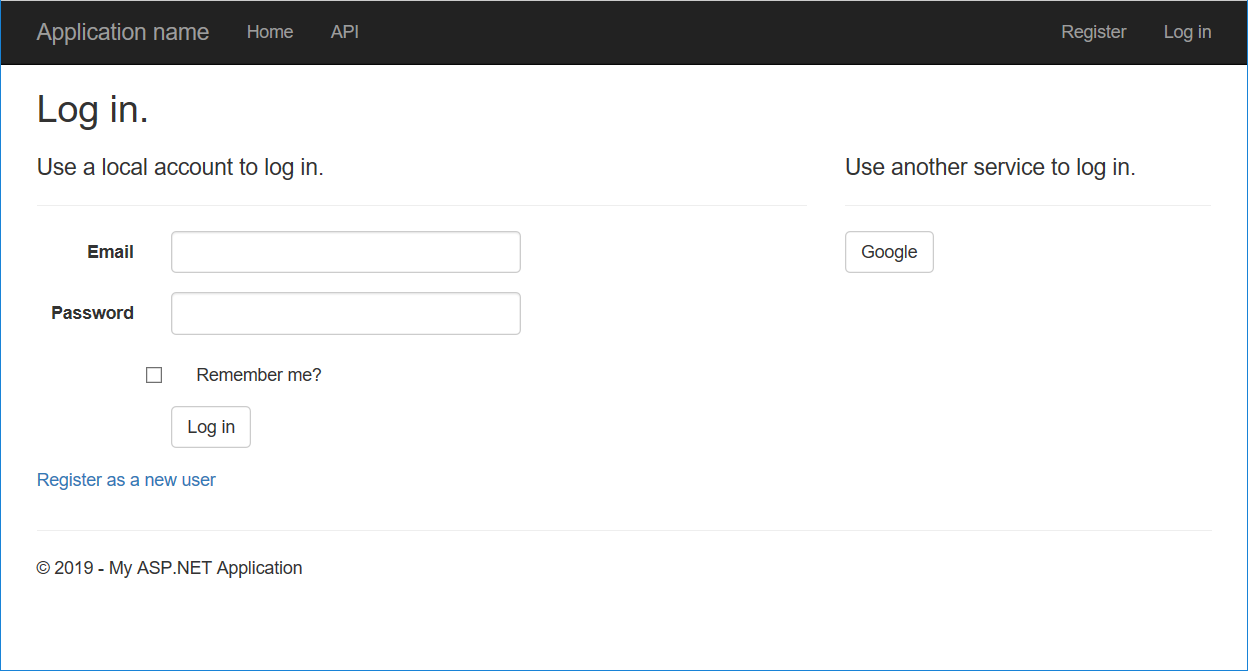 Application name Home API Register Log in
Log in.
Use a local account to log in.
Use another service to log in.
Email
Google
Password
Remember me?
Log in
Register as a new user
© 2019 - My ASP.NET Application